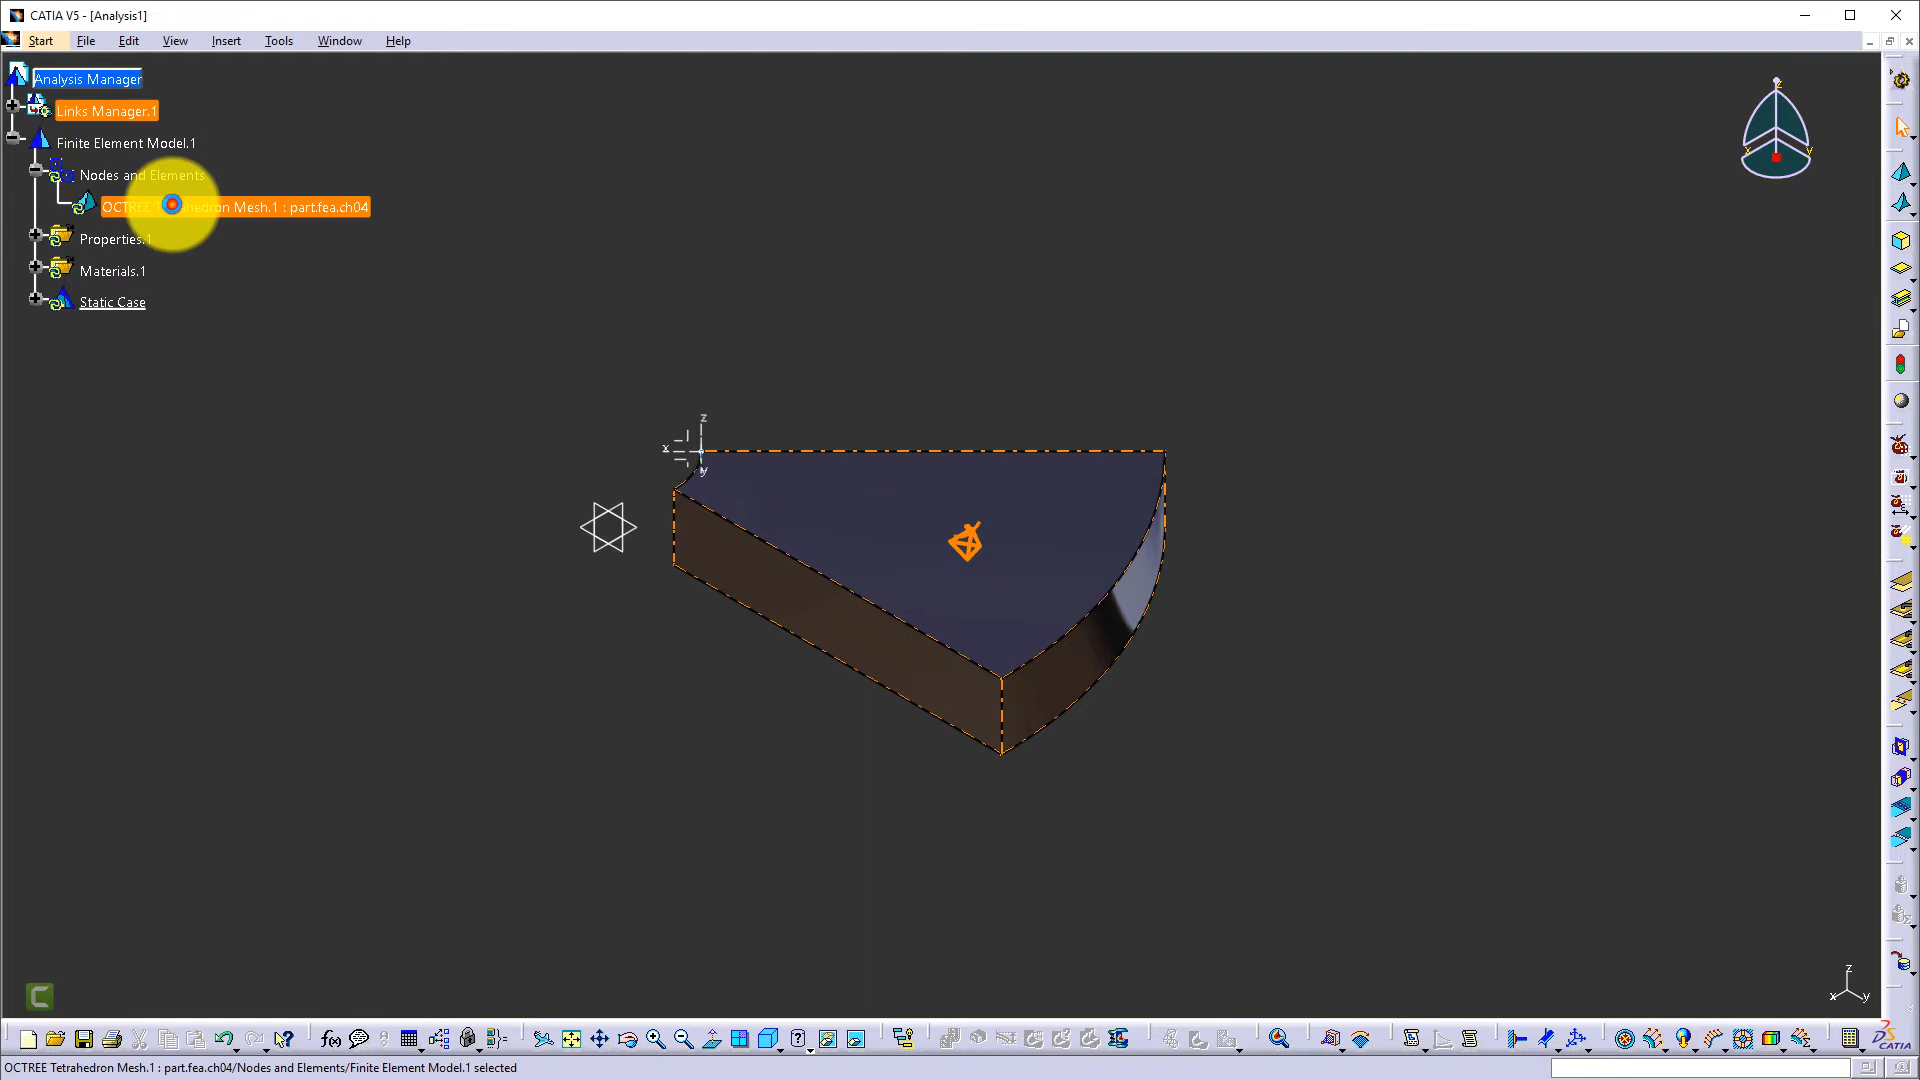 CATIA V5 - [Analysis1]
Start File Edit View Insert Tools Window Help
Analysis Manager
Links Manager.1
Finite Element Model.1
Nodes and Elements
OCTREE Tetrahedron Mesh.1 : part.fea.ch04
Properties.1
Materials.1
Static Case
z
x y
z
x
y
z
x y
f(x)
CATIA
OCTREE Tetrahedron Mesh.1 : part.fea.ch04/Nodes and Elements/Finite Element Model.1 selected